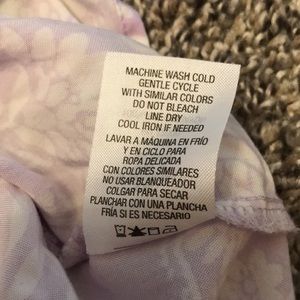 MACHINE WASH COLD
GENTLE CYCLE
WITH SIMILAR COLORS
DO NOT BLEACH
LINE DRY
COOL IRON IF NEEDED
LAVAR A MÁQUINA EN FRÍO
Y EN CICLO PARA
ROPA DELICADA
CON COLORES SIMILARES
NO USAR BLANQUEADOR
COLGAR PARA SECAR
PLANCHAR CON UNA PLANCHA
FRÍA SI ES NECESARIO